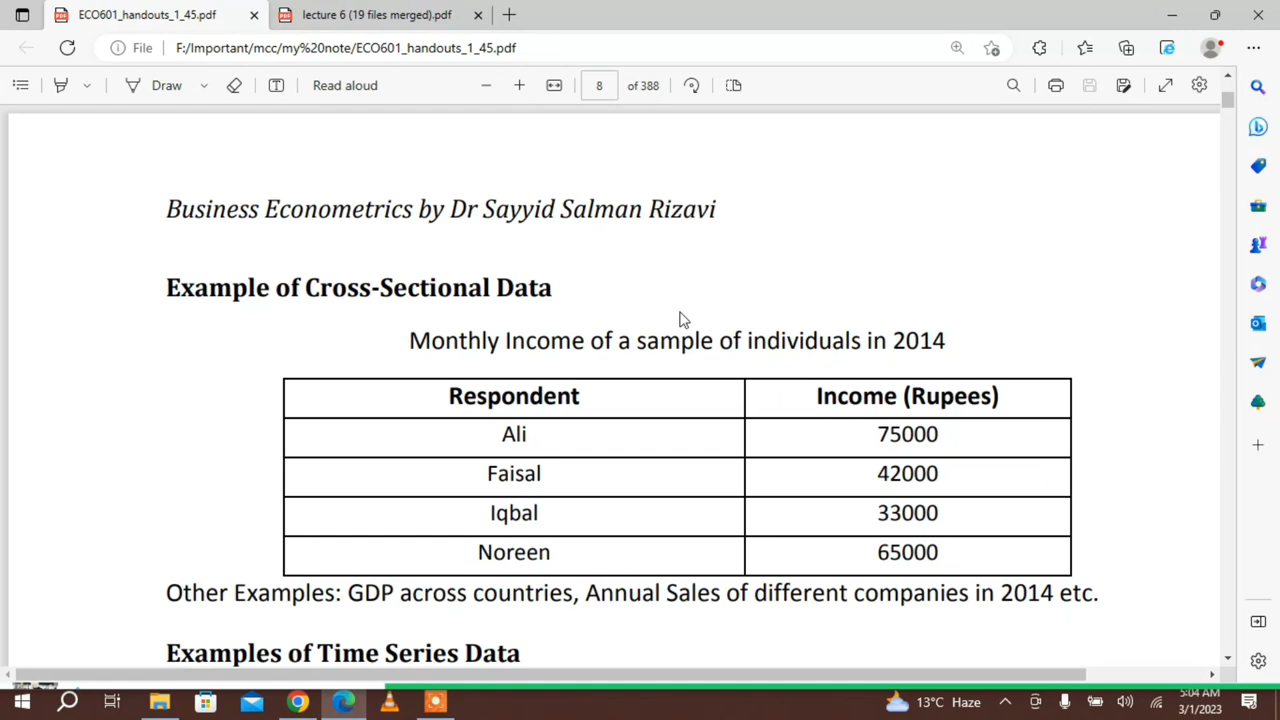 ECO601_handouts_1_45.pdf
lecture 6 (19 files merged).pdf
File
F:/Important/mcc/my%20note/ECO601_handouts_1_45.pdf
Draw
Read aloud
8 of 388
Business Econometrics by Dr Sayyid Salman Rizavi
Example of Cross-Sectional Data
Monthly Income of a sample of individuals in 2014
Respondent Income (Rupees)
Ali 75000
Faisal 42000
Iqbal 33000
Noreen 65000
Other Examples: GDP across countries, Annual Sales of different companies in 2014 etc.
Examples of Time Series Data
13°C Haze
5:04 AM
3/1/2023